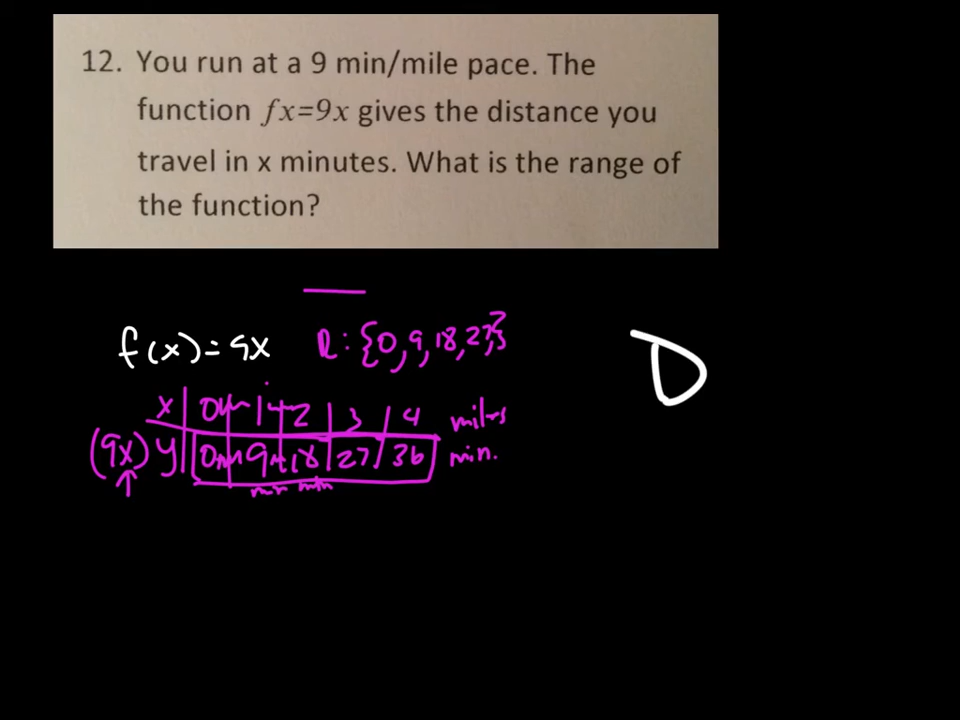 12. You run at a 9 min/mile pace. The
function fx=9x gives the distance you
travel in x minutes. What is the range of
the function?
f(x)=9x R: {0,9,18,27,}
x 0 1 2 3 4 miles
(9x) y 0 9 18 27 36 min.
min min
D